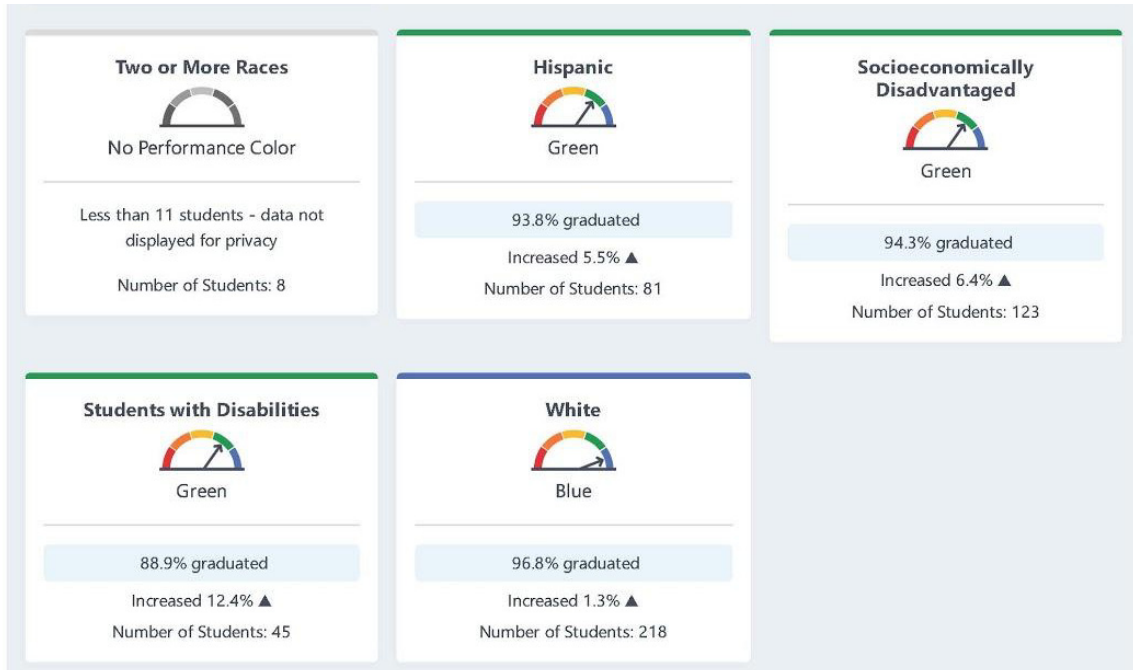 Two or More Races
No Performance Color
Less than 11 students - data not
displayed for privacy
Number of Students: 8
Hispanic
Green
93.8% graduated
Increased 5.5% ▲
Number of Students: 81
Socioeconomically
Disadvantaged
Green
94.3% graduated
Increased 6.4% ▲
Number of Students: 123
Students with Disabilities
Green
88.9% graduated
Increased 12.4% ▲
Number of Students: 45
White
Blue
96.8% graduated
Increased 1.3% ▲
Number of Students: 218